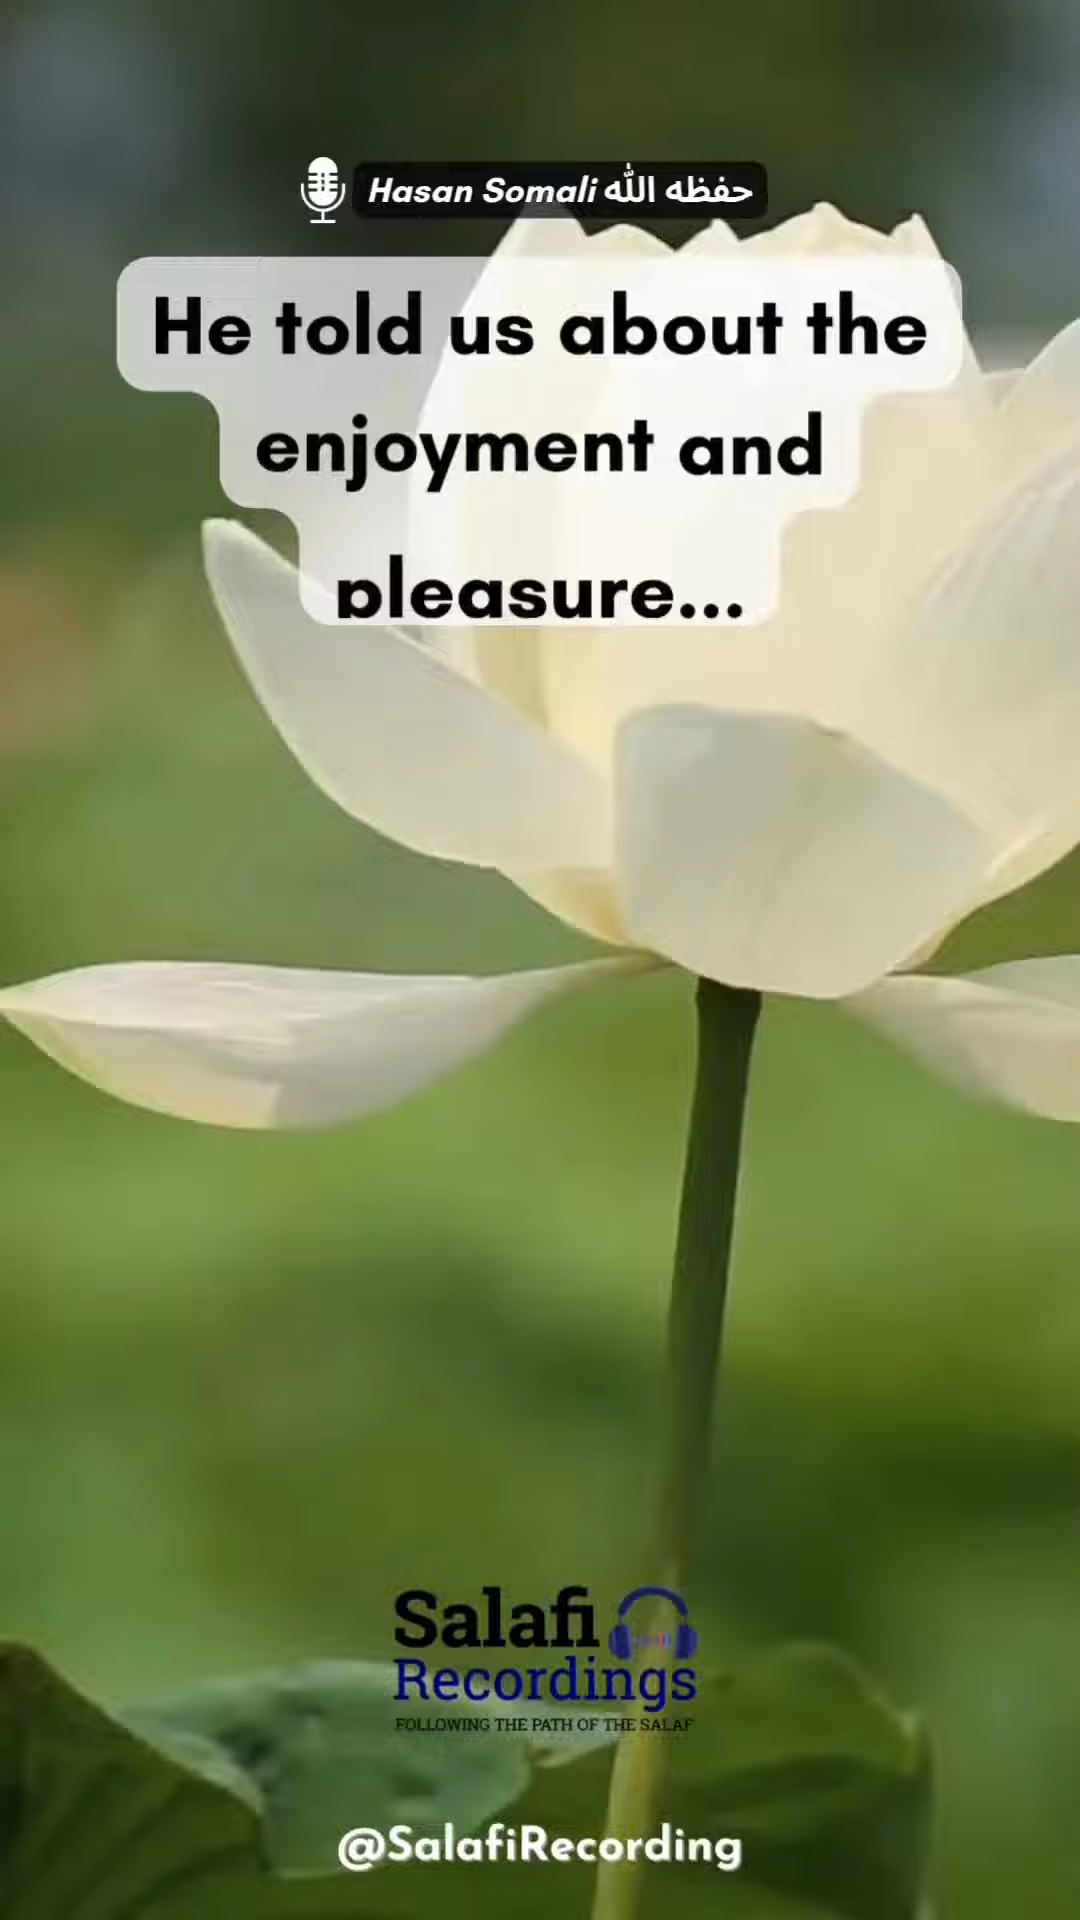 Hasan Somali حفظه الله
He told us about the
enjoyment and
pleasure...
Salafi
Recordings
FOLLOWING THE PATH OF THE SALAF
@SalafiRecording